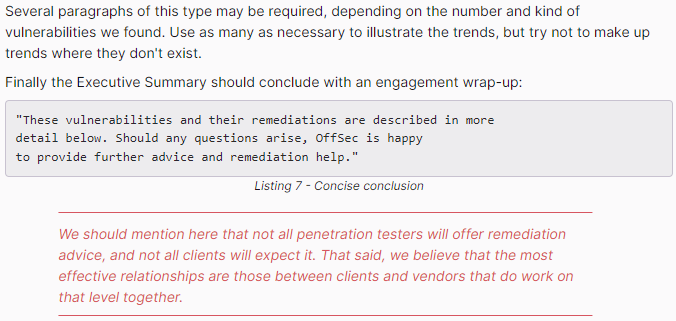 Several paragraphs of this type may be required, depending on the number and kind of
vulnerabilities we found. Use as many as necessary to illustrate the trends, but try not to make up
trends where they don't exist.
Finally the Executive Summary should conclude with an engagement wrap-up:
"These vulnerabilities and their remediations are described in more
detail below. Should any questions arise, OffSec is happy
to provide further advice and remediation help."
Listing 7 - Concise conclusion
We should mention here that not all penetration testers will offer remediation
advice, and not all clients will expect it. That said, we believe that the most
effective relationships are those between clients and vendors that do work on
that level together.